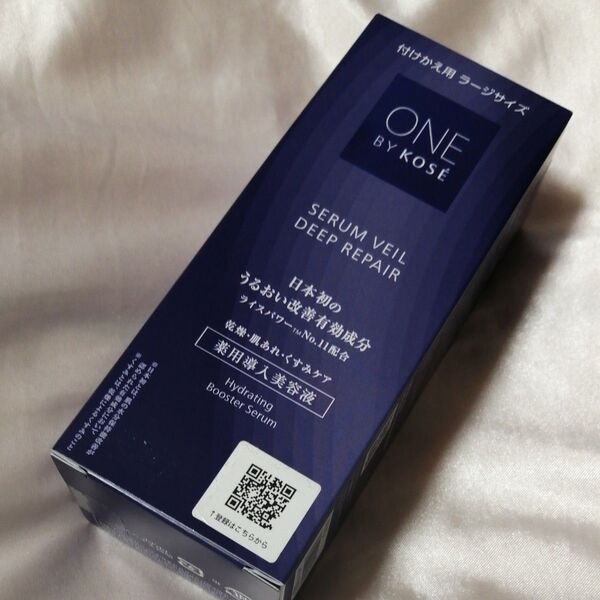 付けかえ用 ラージサイズ
ONE
BY KOSÉ
SERUM VEIL
DEEP REPAIR
日本初の
うるおい改善有効成分
ライスパワー™No.11配合
乾燥・肌あれ・くすみケア
薬用導入美容液
Hydrating
Booster Serum
↑登録はこちらから